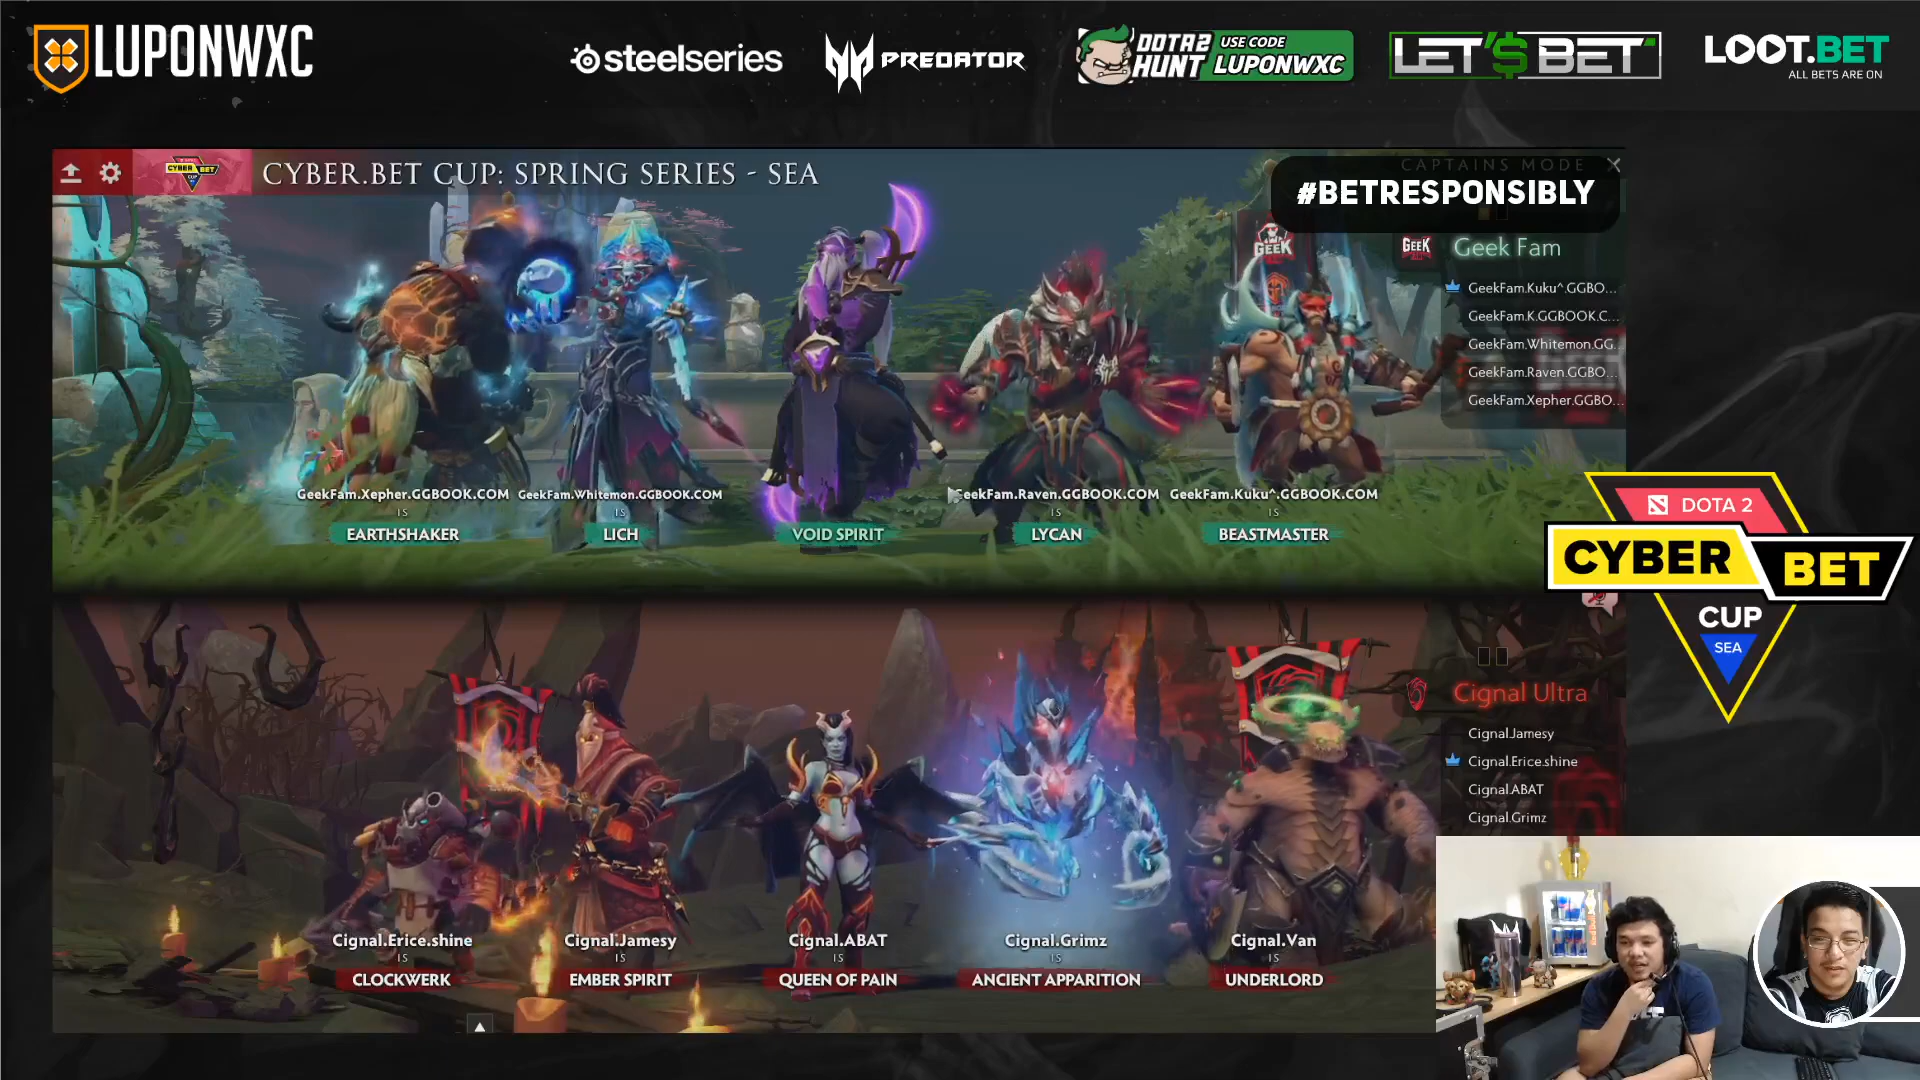 LUPONWXC
steelseries
PREDATOR
DOTA2 HUNT
USE CODE
LUPONWXC
LET'$ BET
LOOT.BET
ALL BETS ARE ON
CYBER BET
CYBER.BET CUP: SPRING SERIES - SEA
CAPTAINS MODE
#BETRESPONSIBLY
GEEK
GEEK
Geek Fam
GeekFam.Kuku^.GGBO...
GeekFam.K.GGBOOK.C...
GeekFam.Whitemon.GG...
GeekFam.Raven.GGBO...
GeekFam.Xepher.GGBO...
GeekFam.Xepher.GGBOOK.COM
IS
EARTHSHAKER
GeekFam.Whitemon.GGBOOK.COM
IS
LICH
VOID SPIRIT
eekFam.Raven.GGBOOK.COM
IS
LYCAN
GeekFam.Kuku^.GGBOOK.COM
IS
BEASTMASTER
DOTA 2
CYBER BET
CUP
SEA
Cignal Ultra
Cignal.Jamesy
Cignal.Erice.shine
Cignal.ABAT
Cignal.Grimz
Cignal.Erice.shine
IS
CLOCKWERK
Cignal.Jamesy
IS
EMBER SPIRIT
Cignal.ABAT
IS
QUEEN OF PAIN
Cignal.Grimz
IS
ANCIENT APPARITION
Cignal.Van
IS
UNDERLORD